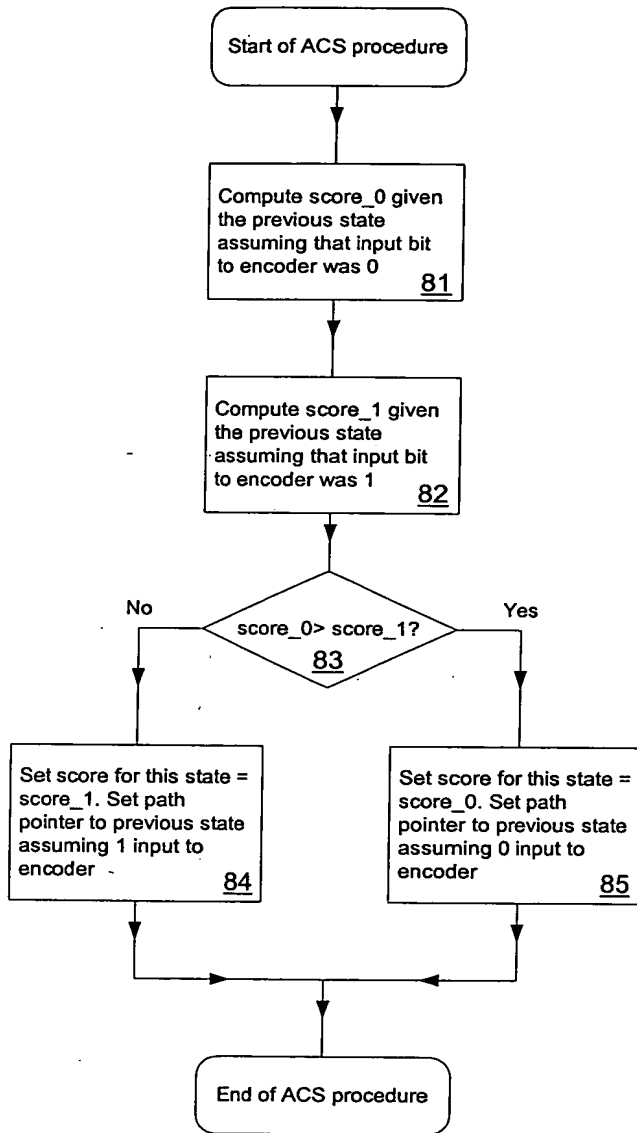 Start of ACS procedure
Compute score_0 given
the previous state
assuming that input bit
to encoder was 0
81
Compute score_1 given
the previous state
assuming that input bit
to encoder was 1
82
No
Yes
score_0> score_1?
83
Set score for this state =
score_1. Set path
pointer to previous state
assuming 1 input to
encoder
84
Set score for this state =
score_0. Set path
pointer to previous state
assuming 0 input to
encoder
85
End of ACS procedure